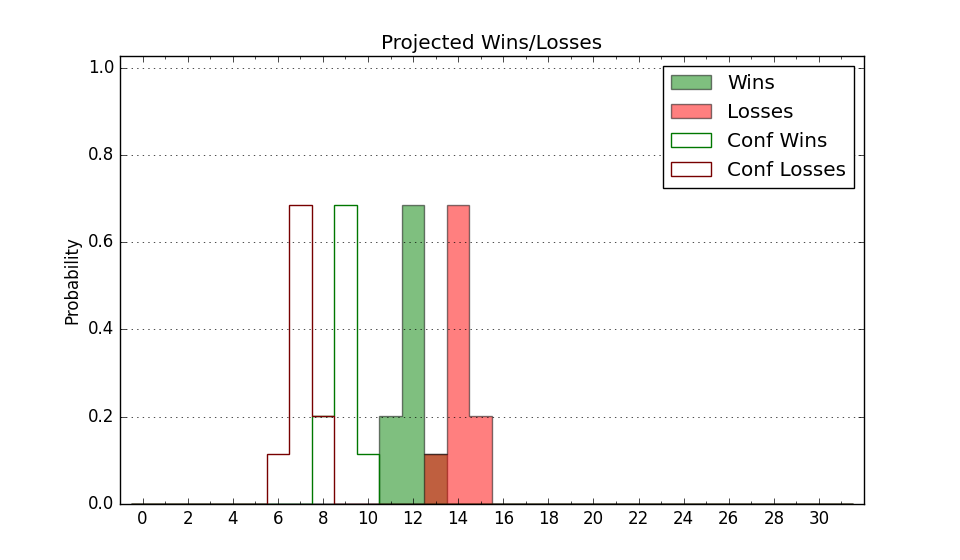 Projected Wins/Losses
1.0
0.8
0.6
0.4
0.2
0.0
Probability
Wins
Losses
Conf Wins
Conf Losses
0 2 4 6 8 10 12 14 16 18 20 22 24 26 28 30